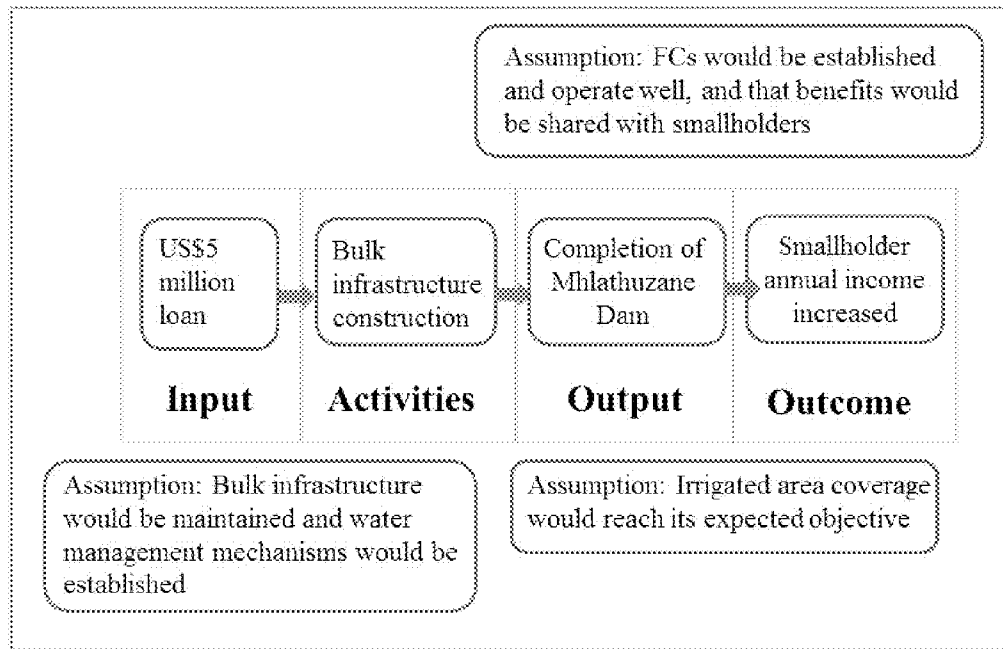 Assumption: FCs would be established
and operate well, and that benefits would
be shared with smallholders
US$5
million
loan
Bulk
infrastructure
construction
Completion of
Mhlathuzane
Dam
Smallholder
annual income
increased
Input
Activities
Output
Outcome
Assumption: Bulk infrastructure
would be maintained and water
management mechanisms would be
established
Assumption: Irrigated area coverage
would reach its expected objective